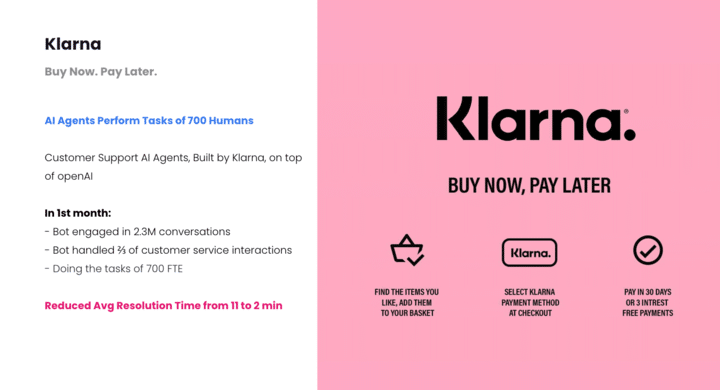 Klarna
Buy Now. Pay Later.
AI Agents Perform Tasks of 700 Humans
Customer Support AI Agents, Built by Klarna, on top
of openAI
In 1st month:
- Bot engaged in 2.3M conversations
- Bot handled ⅔ of customer service interactions
- Doing the tasks of 700 FTE
Reduced Avg Resolution Time from 11 to 2 min
Klarna.®
BUY NOW, PAY LATER
Klarna.
FIND THE ITEMS YOU
LIKE, ADD THEM
TO YOUR BASKET
SELECT KLARNA
PAYMENT METHOD
AT CHECKOUT
PAY IN 30 DAYS
OR 3 INTREST
FREE PAYMENTS